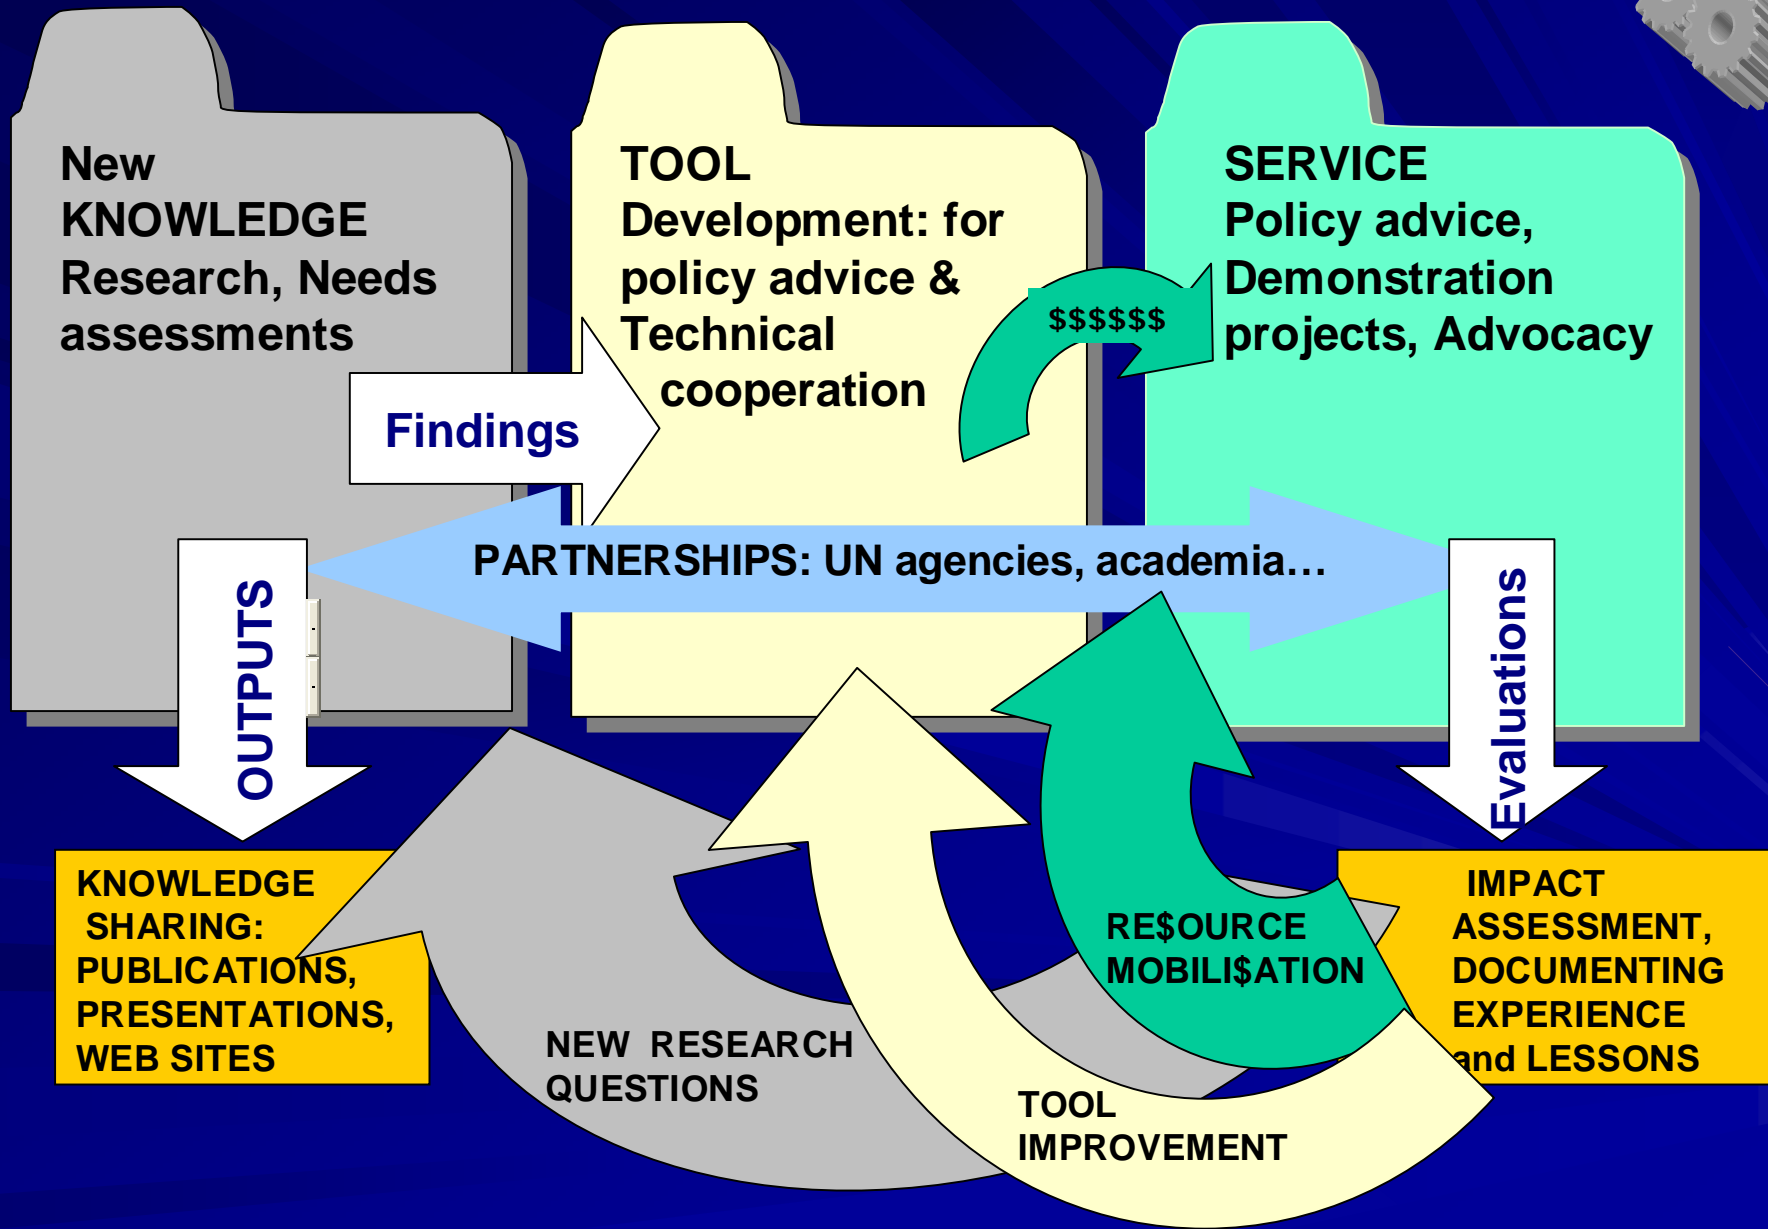 New
KNOWLEDGE
Research, Needs
assessments
TOOL
Development: for
policy advice &
Technical
cooperation
$$$$$$
SERVICE
Policy advice,
Demonstration
projects, Advocacy
Findings
PARTNERSHIPS: UN agencies, academia…
OUTPUTS
Evaluations
KNOWLEDGE
SHARING:
PUBLICATIONS,
PRESENTATIONS,
WEB SITES
NEW RESEARCH
QUESTIONS
TOOL
IMPROVEMENT
RE$OURCE
MOBILI$ATION
IMPACT
ASSESSMENT,
DOCUMENTING
EXPERIENCE
and LESSONS